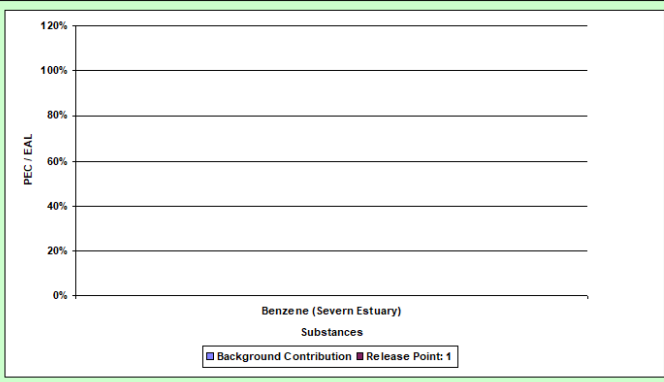 120%
100%
80%
60%
40%
20%
0%
PEC / EAL
Benzene (Severn Estuary)
Substances
Background Contribution Release Point: 1